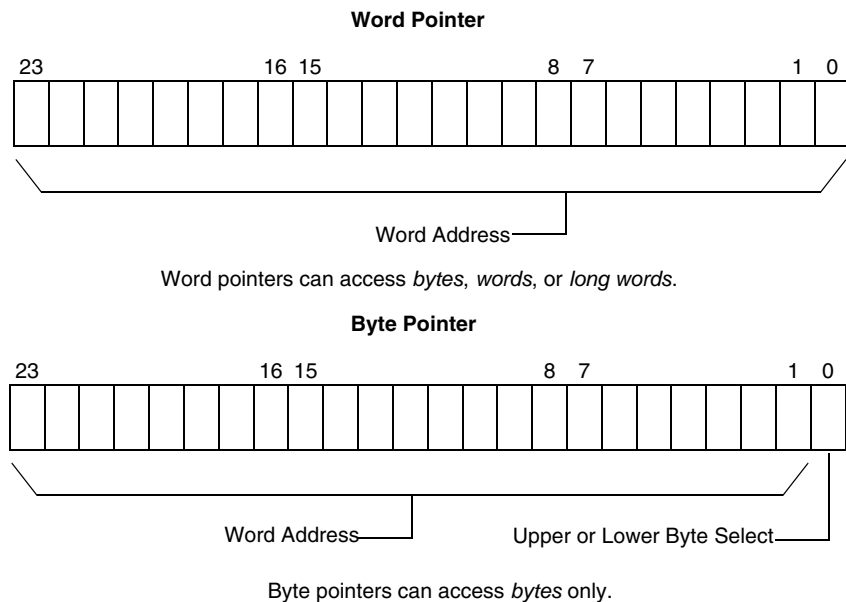 Word Pointer
23 16 15 8 7 1 0
Word Address
Word pointers can access bytes, words, or long words.
Byte Pointer
23 16 15 8 7 1 0
Word Address Upper or Lower Byte Select
Byte pointers can access bytes only.